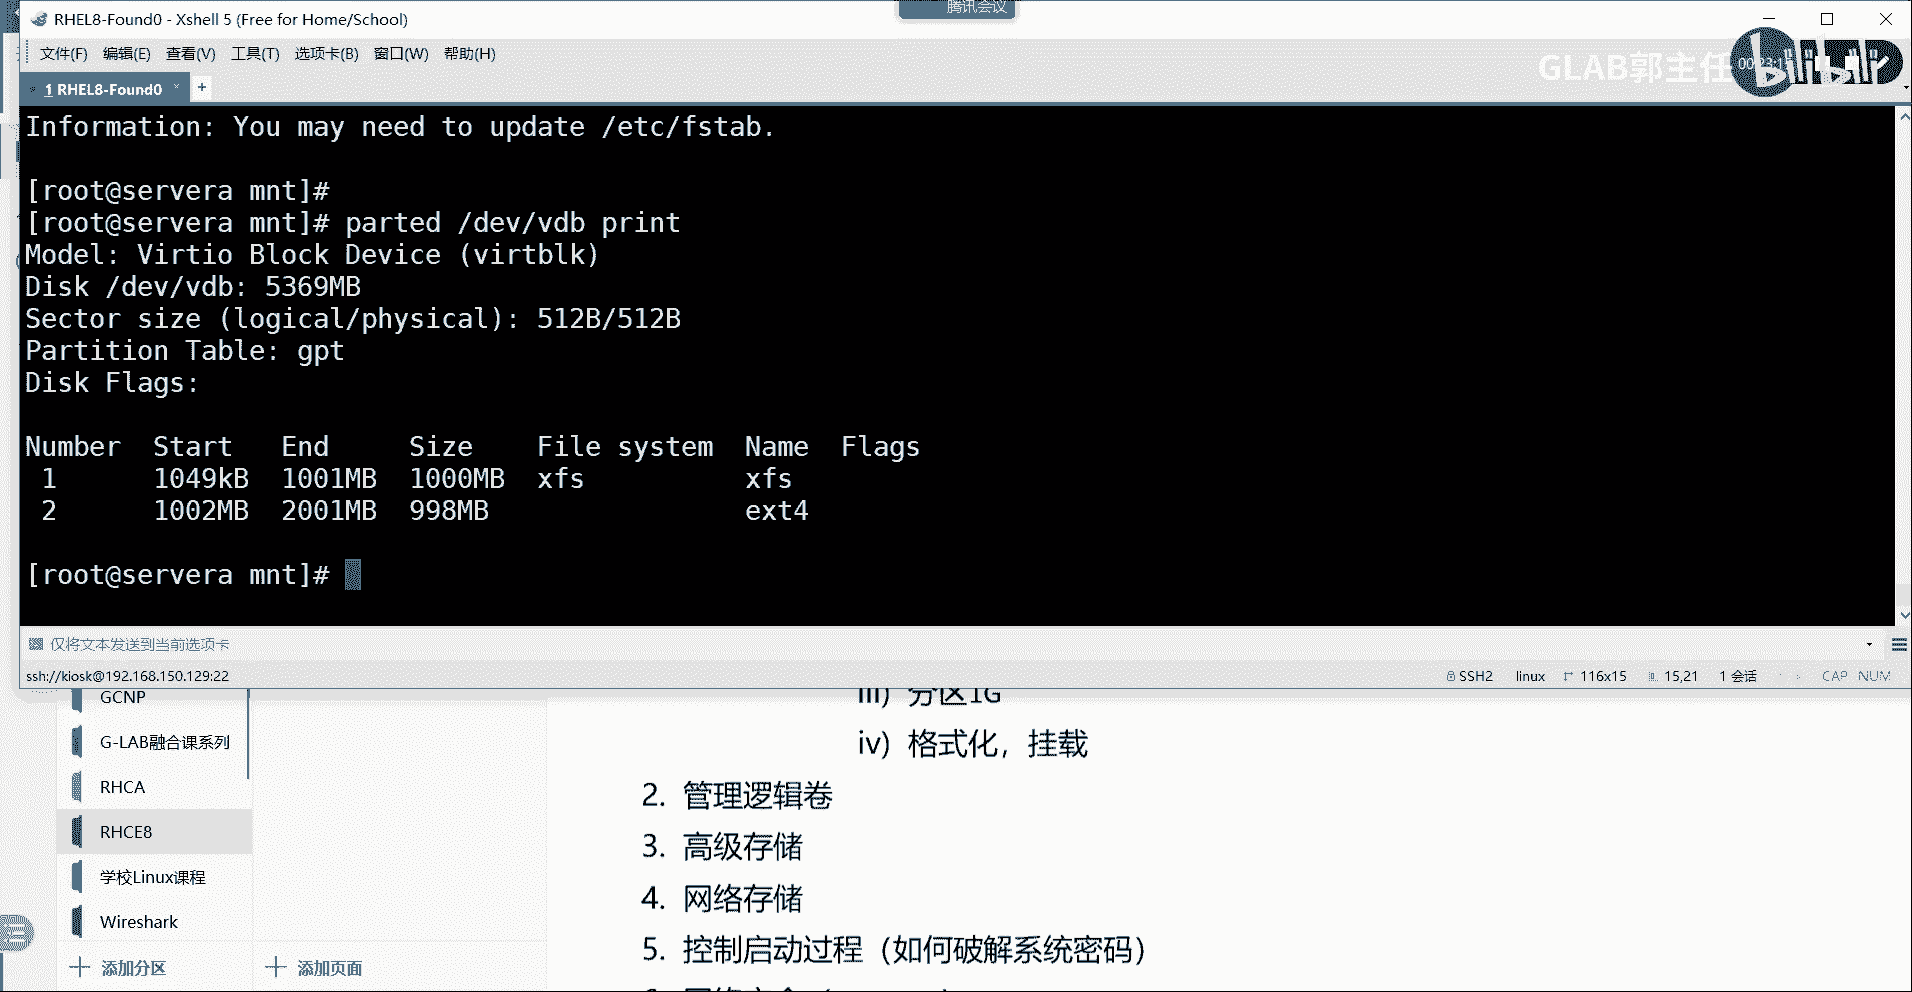 腾讯会议
RHEL8-Found0 - Xshell 5 (Free for Home/School)
文件(F) 编辑(E) 查看(V) 工具(T) 选项卡(B) 窗口(W) 帮助(H)
GLAB郭主任
1 RHEL8-Found0 +
Information: You may need to update /etc/fstab.
[root@servera mnt]#
[root@servera mnt]# parted /dev/vdb print
Model: Virtio Block Device (virtblk)
Disk /dev/vdb: 5369MB
Sector size (logical/physical): 512B/512B
Partition Table: gpt
Disk Flags:
Number Start End Size File system Name Flags
1 1049kB 1001MB 1000MB xfs xfs
2 1002MB 2001MB 998MB ext4
[root@servera mnt]#
仅将文本发送到当前选项卡
ssh://kiosk@192.168.150.129:22 SSH2 linux 116x15 15,21 1 会话 CAP NUM
GCNP
iii) 分区1G
G-LAB融合课系列
iv) 格式化，挂载
RHCA
2. 管理逻辑卷
RHCE8
3. 高级存储
学校Linux课程
4. 网络存储
Wireshark
5. 控制启动过程（如何破解系统密码）
添加分区 添加页面